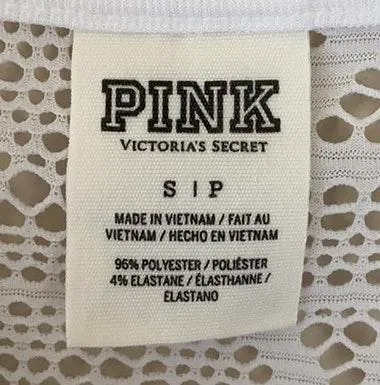 PINK
VICTORIA'S SECRET
S | P
MADE IN VIETNAM / FAIT AU
VIETNAM / HECHO EN VIETNAM
96% POLYESTER / POLIÉSTER
4% ELASTANE / ÉLASTHANNE /
ELASTANO